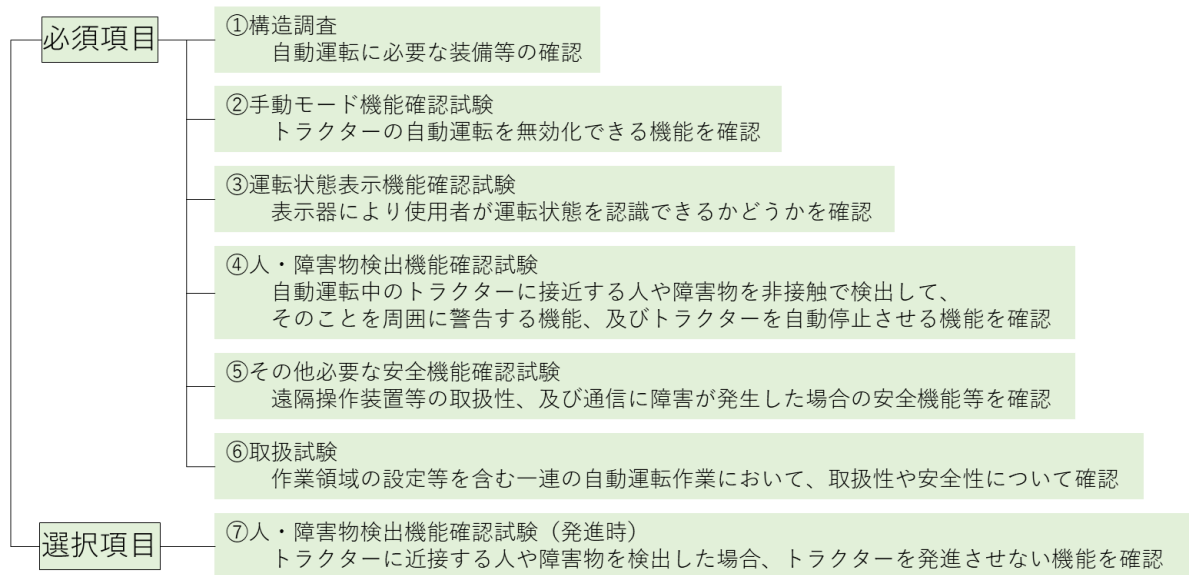 必須項目
①構造調査
自動運転に必要な装備等の確認
②手動モード機能確認試験
トラクターの自動運転を無効化できる機能を確認
③運転状態表示機能確認試験
表示器により使用者が運転状態を認識できるかどうかを確認
④人・障害物検出機能確認試験
自動運転中のトラクターに接近する人や障害物を非接触で検出して、
そのことを周囲に警告する機能、及びトラクターを自動停止させる機能を確認
⑤その他必要な安全機能確認試験
遠隔操作装置等の取扱性、及び通信に障害が発生した場合の安全機能等を確認
⑥取扱試験
作業領域の設定等を含む一連の自動運転作業において、取扱性や安全性について確認
選択項目
⑦人・障害物検出機能確認試験（発進時）
トラクターに近接する人や障害物を検出した場合、トラクターを発進させない機能を確認